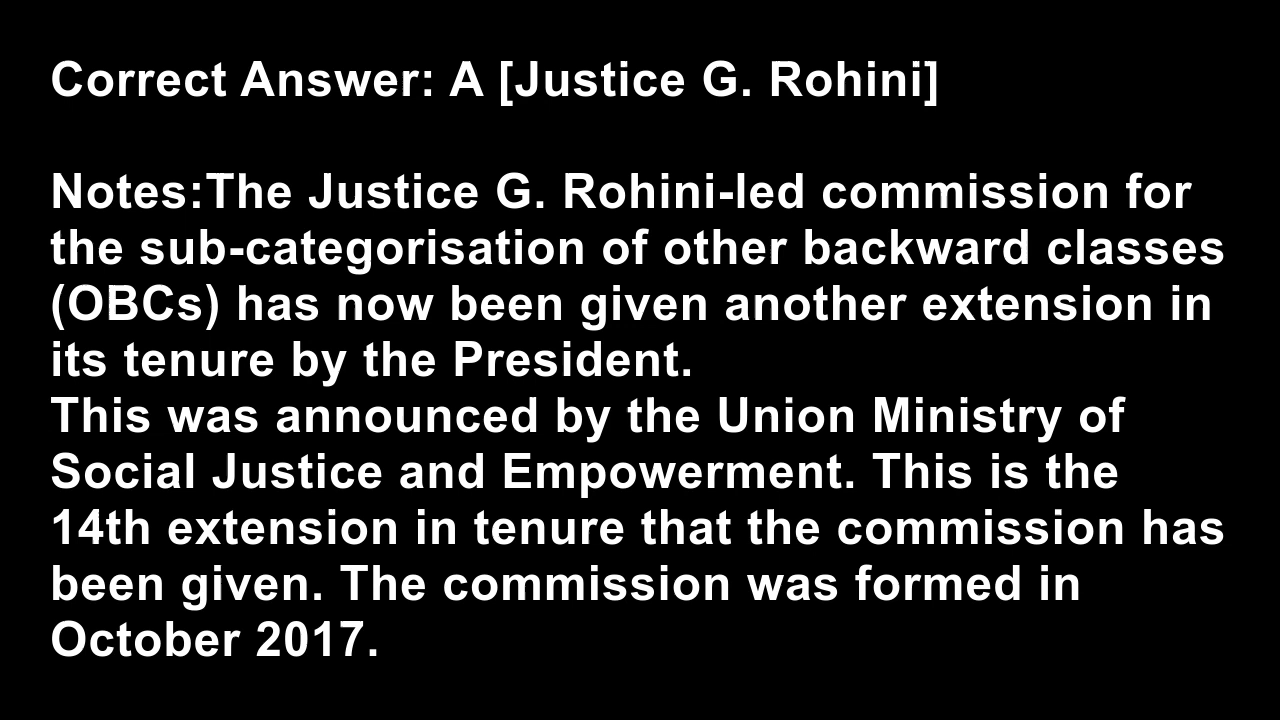 Correct Answer: A [Justice G. Rohini]
Notes:The Justice G. Rohini-led commission for
the sub-categorisation of other backward classes
(OBCs) has now been given another extension in
its tenure by the President.
This was announced by the Union Ministry of
Social Justice and Empowerment. This is the
14th extension in tenure that the commission has
been given. The commission was formed in
October 2017.